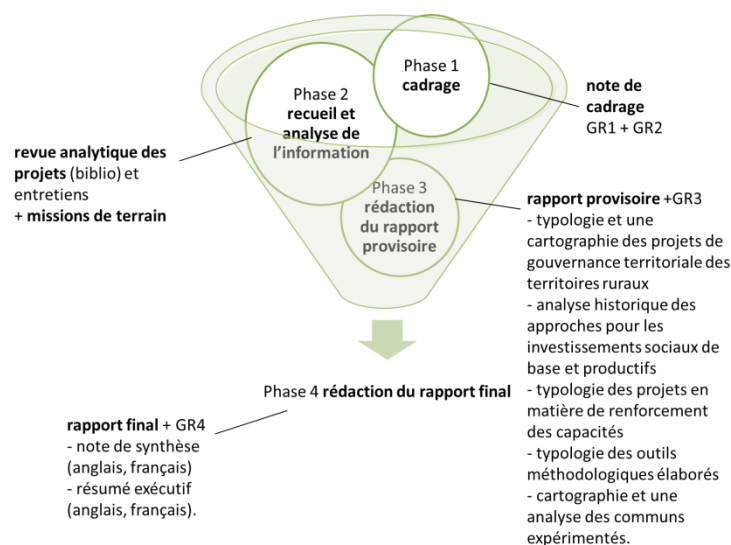 Phase 1
cadrage
note de
cadrage
GR1 + GR2
Phase 2
recueil et
analyse de
l'information
revue analytique des
projets (biblio) et
entretiens
+ missions de terrain
Phase 3
rédaction
du rapport
provisoire
rapport provisoire +GR3
- typologie et une
cartographie des projets de
gouvernance territoriale des
territoires ruraux
- analyse historique des
approches pour les
investissements sociaux de
base et productifs
- typologie des projets en
matière de renforcement
des capacités
- typologie des outils
méthodologiques élaborés
- cartographie et une
analyse des communs
expérimentés.
Phase 4 rédaction du rapport final
rapport final + GR4
- note de synthèse
(anglais, français)
- résumé exécutif
(anglais, français).